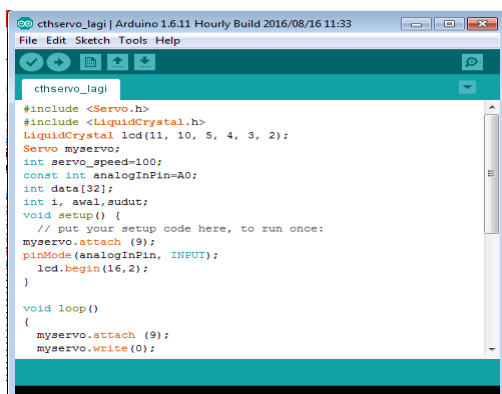 cthservo_lagi | Arduino 1.6.11 Hourly Build 2016/08/16 11:33
File Edit Sketch Tools Help
cthservo_lagi
#include <Servo.h>
#include <LiquidCrystal.h>
LiquidCrystal lcd(11, 10, 5, 4, 3, 2);
Servo myservo;
int servo_speed=100;
const int analogInPin=A0;
int data[32];
int i, awal,sudut;
void setup() {
  // put your setup code here, to run once:
myservo.attach (9);
pinMode(analogInPin, INPUT);
  lcd.begin(16,2);
}
void loop()
{
  myservo.attach (9);
  myservo.write(0);